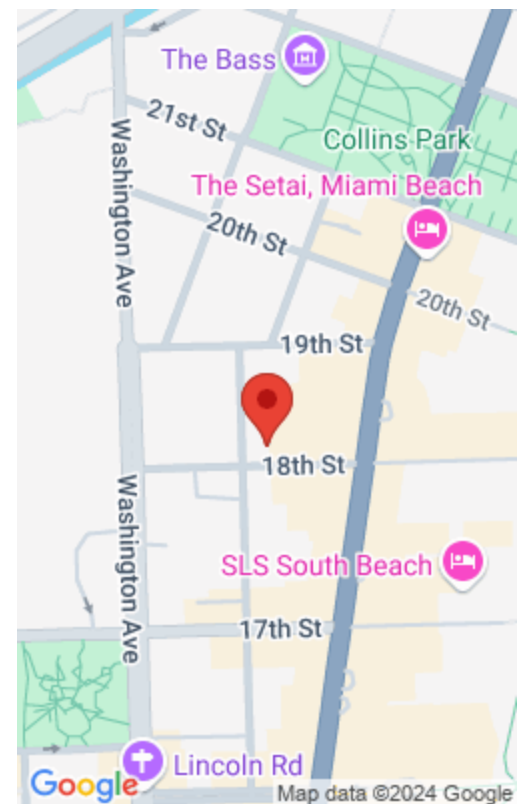 The Bass
21st St
Collins Park
Washington Ave
The Setai, Miami Beach
20th St
20th St
19th St
18th St
Washington Ave
SLS South Beach
17th St
Lincoln Rd
Google
Map data ©2024 Google